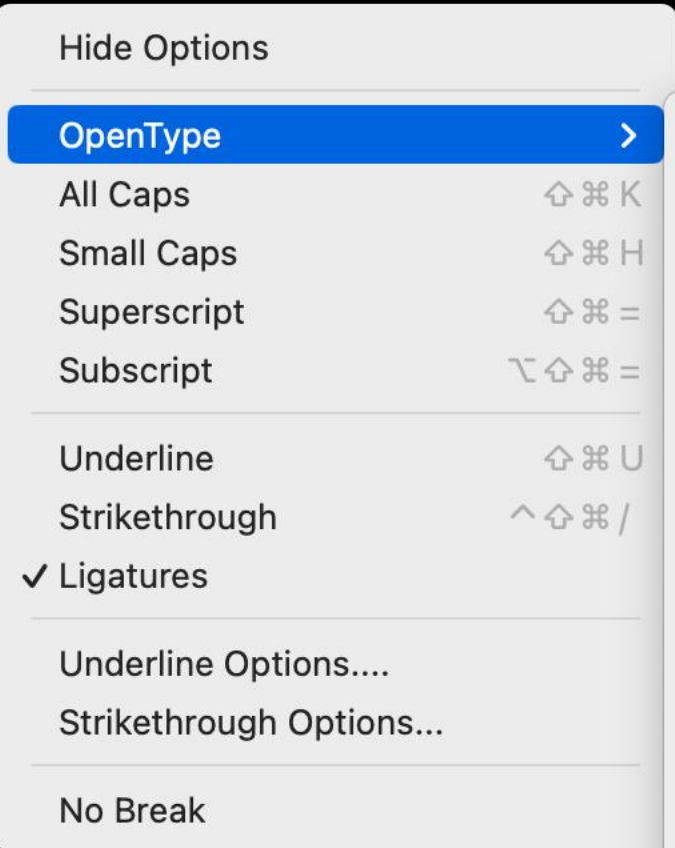 Hide Options
OpenType
All Caps ⇧⌘K
Small Caps ⇧⌘H
Superscript ⇧⌘=
Subscript ⌥⇧⌘=
Underline ⇧⌘U
Strikethrough ^⇧⌘/
✓ Ligatures
Underline Options....
Strikethrough Options...
No Break